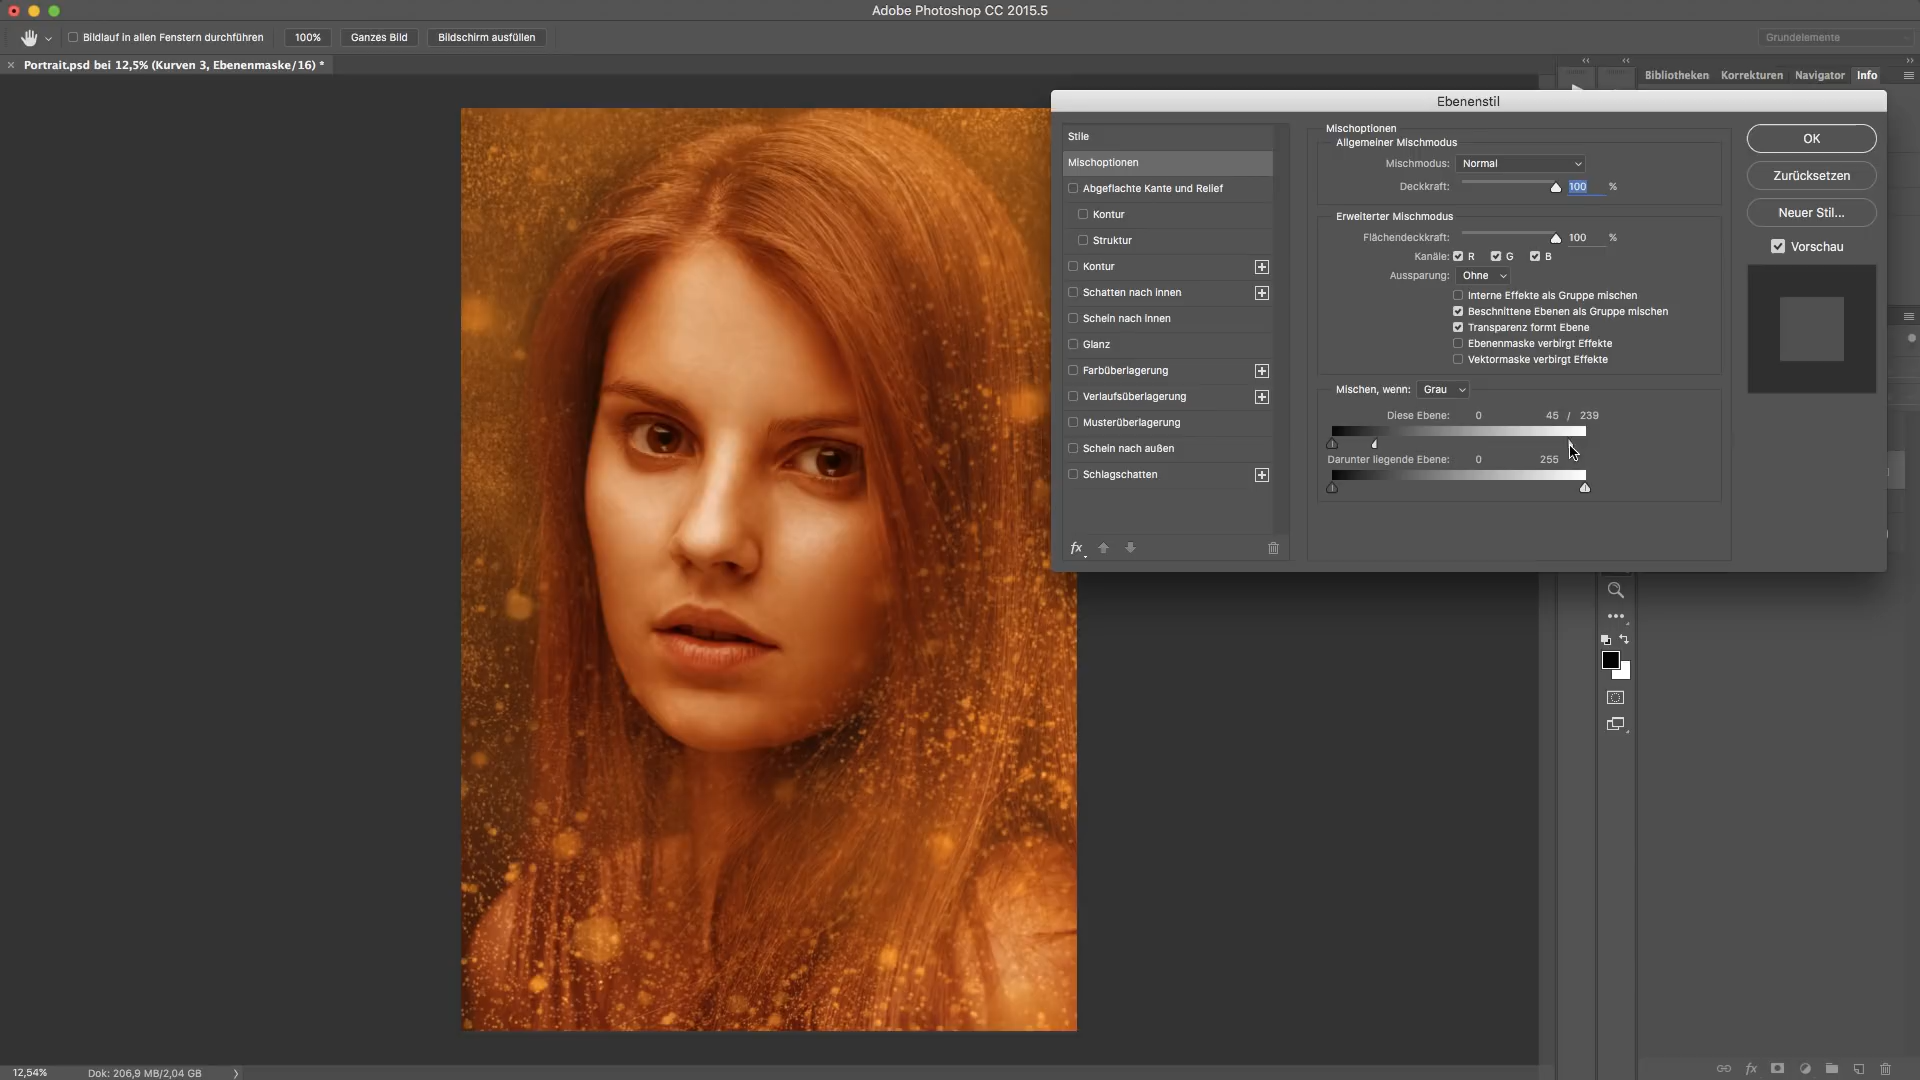 Adobe Photoshop CC 2015.5
Bildlauf in allen Fenstern durchführen
100%
Ganzes Bild
Bildschirm ausfüllen
Grundelemente
Portrait.psd bei 12,5% (Kurven 3, Ebenenmaske/16) *
Bibliotheken Korrekturen Navigator Info
Ebenenstil
Stile
Mischoptionen
Abgeflachte Kante und Relief
Kontur
Struktur
Kontur
Schatten nach innen
Schein nach innen
Glanz
Farbüberlagerung
Verlaufsüberlagerung
Musterüberlagerung
Schein nach außen
Schlagschatten
fx
Mischoptionen
Allgemeiner Mischmodus
Mischmodus: Normal
Deckkraft: 100 %
Erweiterter Mischmodus
Flächendeckkraft: 100 %
Kanäle: R G B
Aussparung: Ohne
Interne Effekte als Gruppe mischen
Beschnittene Ebenen als Gruppe mischen
Transparenz formt Ebene
Ebenenmaske verbirgt Effekte
Vektormaske verbirgt Effekte
Mischen, wenn: Grau
Diese Ebene: 0 45 / 239
Darunter liegende Ebene: 0 255
OK
Zurücksetzen
Neuer Stil...
Vorschau
12,54%
Dok: 206,9 MB/2,04 GB
fx